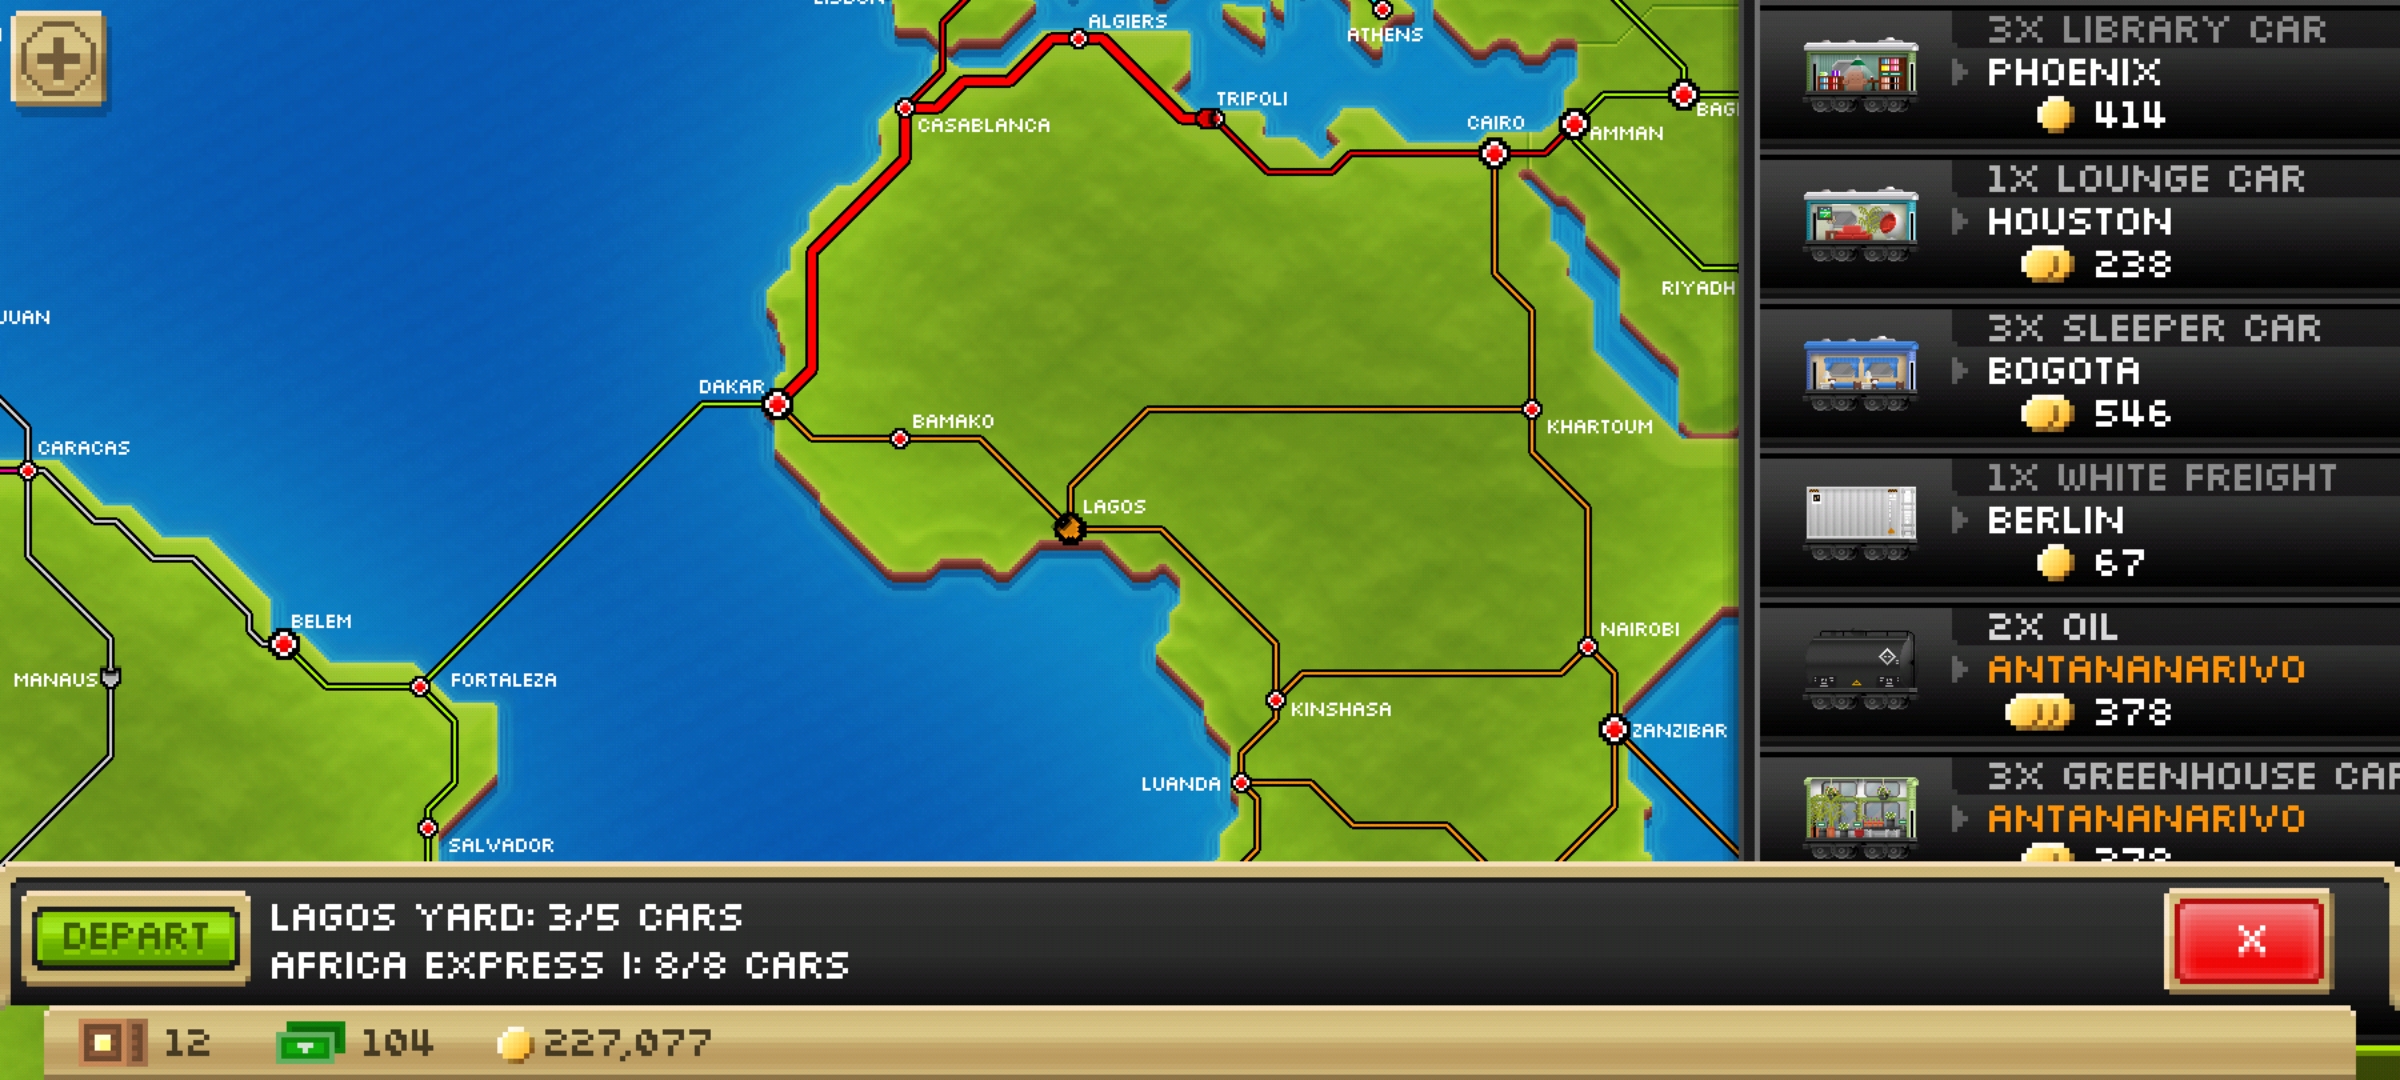 ALGIERS
ATHENS
TRIPOLI
CASABLANCA
CAIRO
AMMAN
RIYADH
DAKAR
BAMAKO
KHARTOUM
LAGOS
CARACAS
BELEM
MANAUS
FORTALEZA
SALVADOR
NAIROBI
KINSHASA
ZANZIBAR
LUANDA
3X LIBRARY CAR
PHOENIX
414
1X LOUNGE CAR
HOUSTON
238
3X SLEEPER CAR
BOGOTA
546
1X WHITE FREIGHT
BERLIN
67
2X OIL
ANTANANARIVO
378
3X GREENHOUSE CAR
ANTANANARIVO
DEPART
LAGOS YARD: 3/5 CARS
AFRICA EXPRESS I: 8/8 CARS
X
12
104
227,077